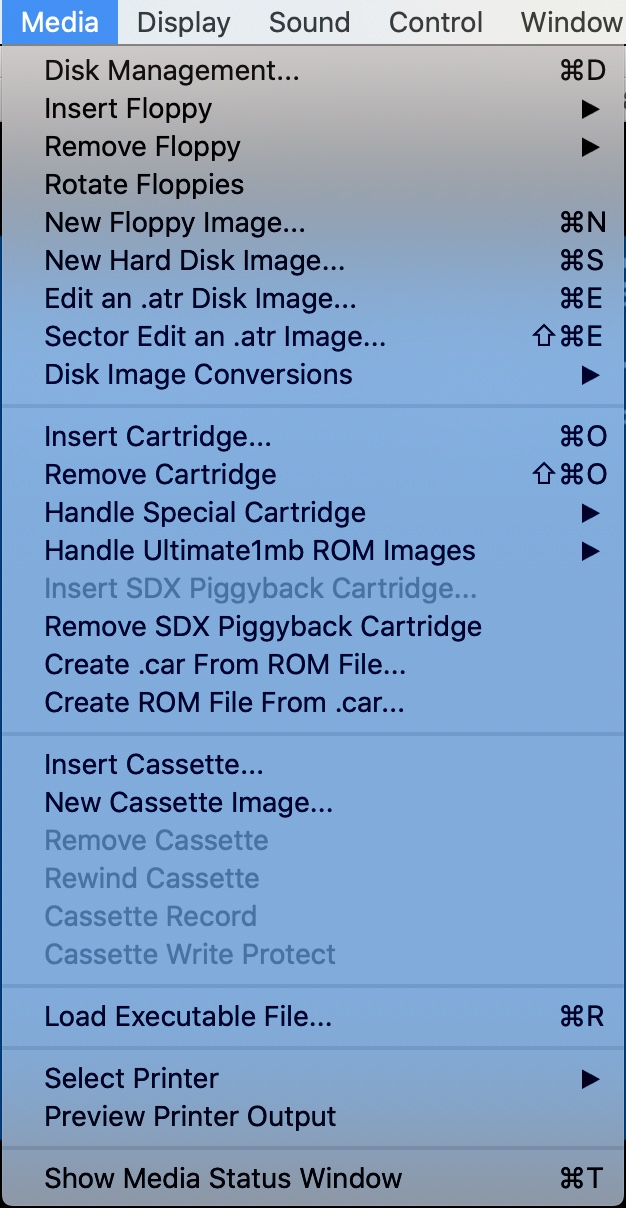 Media Display Sound Control Window
Disk Management... ⌘D
Insert Floppy ▶
Remove Floppy ▶
Rotate Floppies
New Floppy Image... ⌘N
New Hard Disk Image... ⌘S
Edit an .atr Disk Image... ⌘E
Sector Edit an .atr Image... ⇧⌘E
Disk Image Conversions ▶
Insert Cartridge... ⌘O
Remove Cartridge ⇧⌘O
Handle Special Cartridge ▶
Handle Ultimate1mb ROM Images ▶
Insert SDX Piggyback Cartridge...
Remove SDX Piggyback Cartridge
Create .car From ROM File...
Create ROM File From .car...
Insert Cassette...
New Cassette Image...
Remove Cassette
Rewind Cassette
Cassette Record
Cassette Write Protect
Load Executable File... ⌘R
Select Printer ▶
Preview Printer Output
Show Media Status Window ⌘T